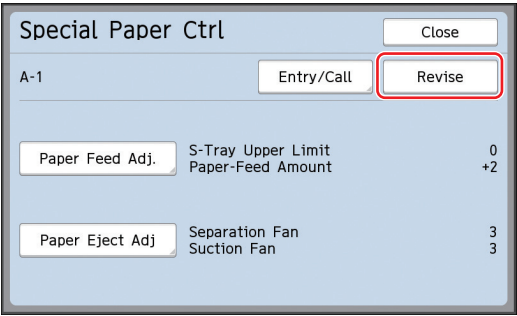 Special Paper Ctrl
Close
A-1
Entry/Call
Revise
Paper Feed Adj.
S-Tray Upper Limit 0
Paper-Feed Amount +2
Paper Eject Adj
Separation Fan 3
Suction Fan 3